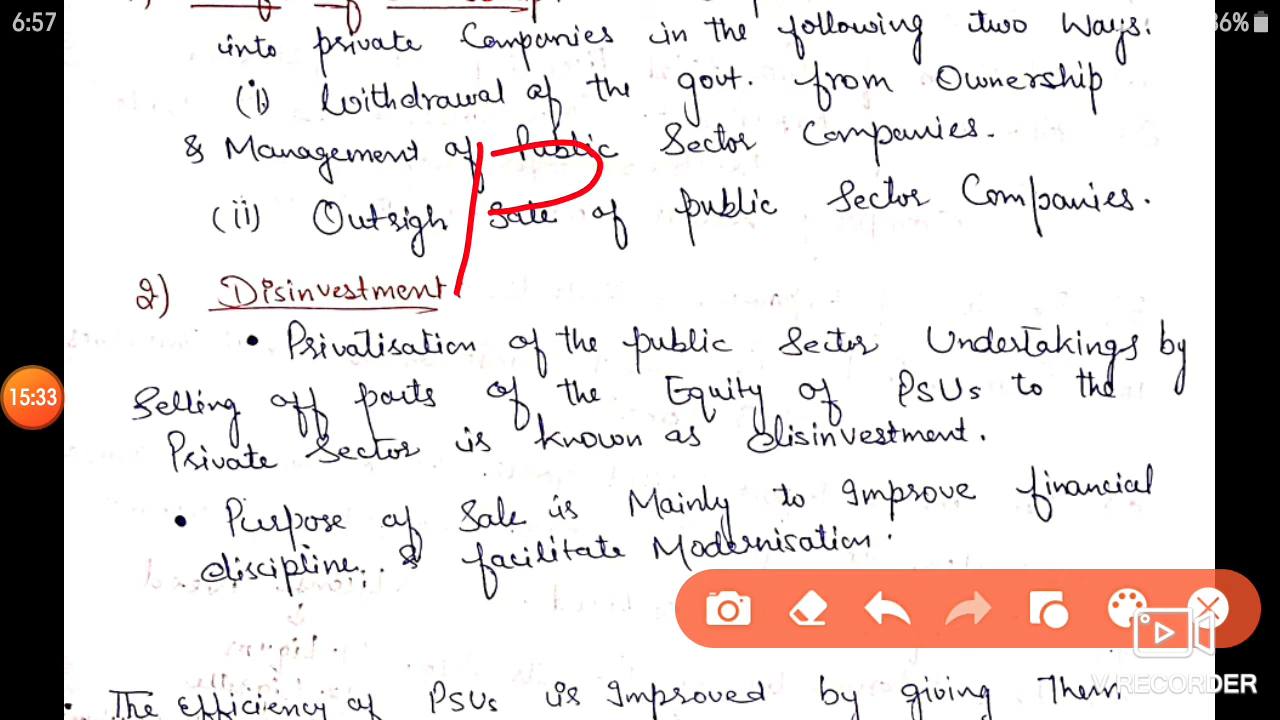 6:57
36%
into private Companies in the following two Ways:
(i) Withdrawal of the govt. from Ownership
& Management of Public Sector Companies.
(ii) Outsigh Sale of public Sector Companies.
2) Disinvestment
• Privatisation of the public Sector Undertakings by
Selling off parts of the Equity of PSUs to the
Private Sector is known as disinvestment.
15:33
• Purpose of Sale is Mainly to Improve financial
discipline. & facilitate Modernisation.
V RECORDER
• The efficiency of PSUs is Improved by giving Them